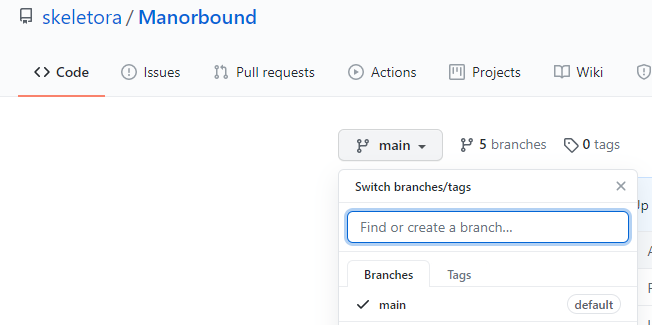 skeletora / Manorbound
Code Issues Pull requests Actions Projects Wiki
main 5 branches 0 tags
Switch branches/tags
Find or create a branch...
Branches Tags
main default